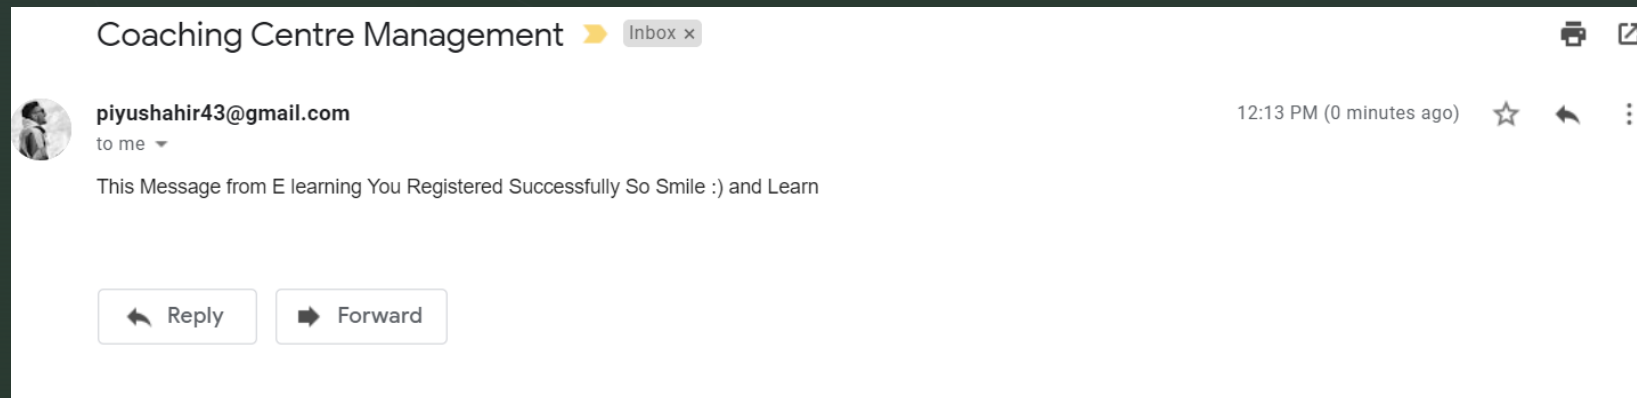 Coaching Centre Management Inbox ×
piyushahir43@gmail.com 12:13 PM (0 minutes ago)
to me
This Message from E learning You Registered Successfully So Smile :) and Learn
Reply Forward